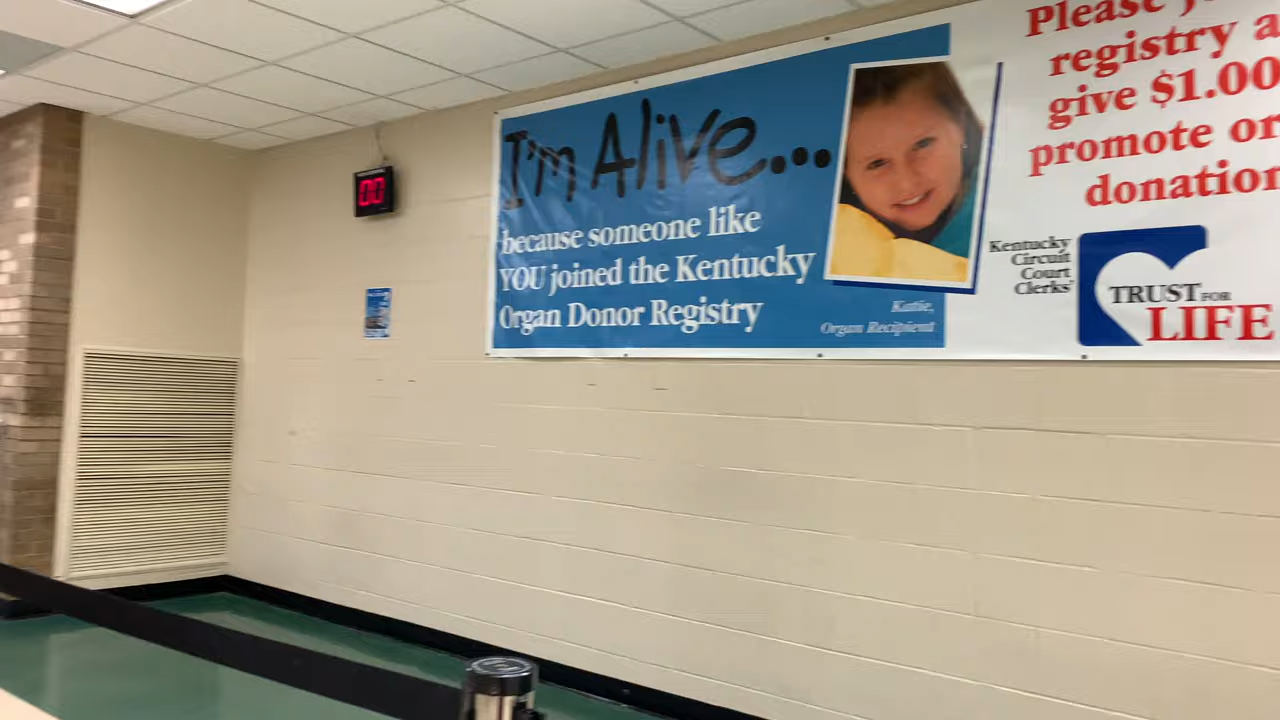 00
I'm Alive...
because someone like
YOU joined the Kentucky
Organ Donor Registry
Katie,
Organ Recipient
Please
registry a
give $1.00
promote or
donation
Kentucky
Circuit
Court
Clerks'
TRUST FOR
LIFE